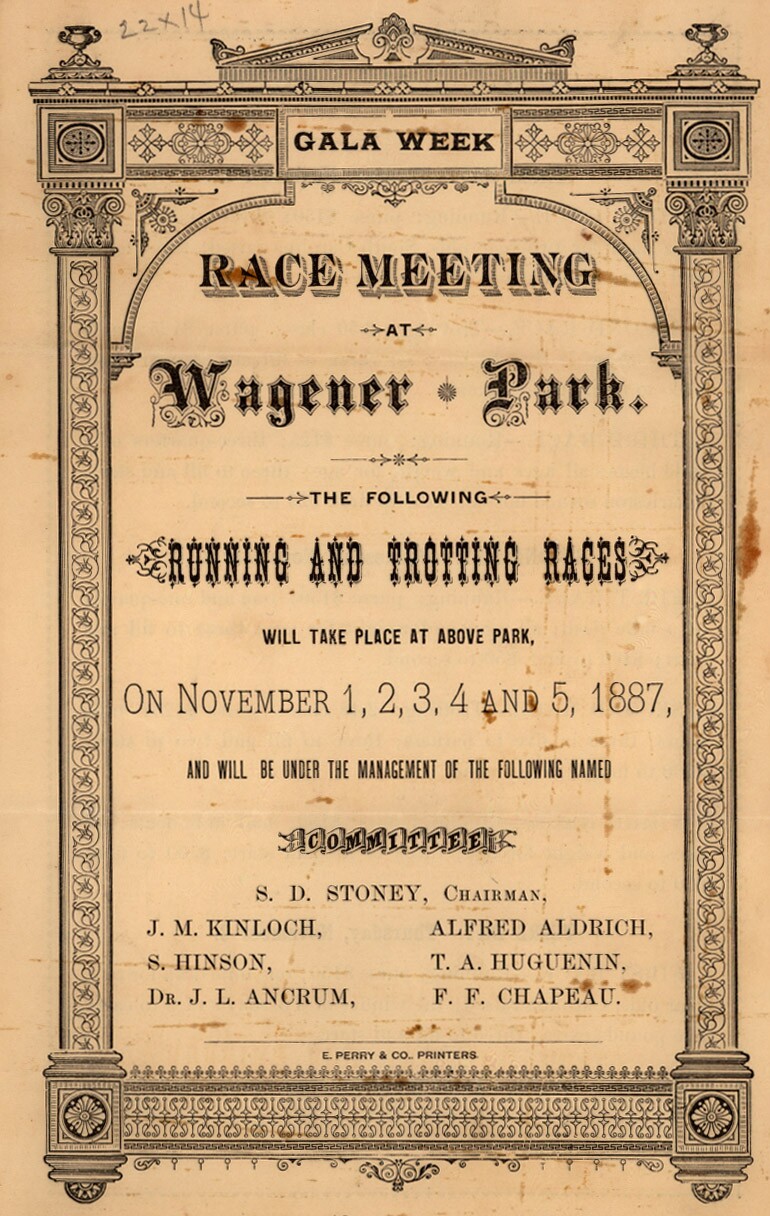 22x14
GALA WEEK
RACE MEETING
AT
Wagener Park.
THE FOLLOWING
RUNNING AND TROTTING RACES
WILL TAKE PLACE AT ABOVE PARK,
ON NOVEMBER 1, 2, 3, 4 AND 5, 1887,
AND WILL BE UNDER THE MANAGEMENT OF THE FOLLOWING NAMED
COMMITTEE
S. D. STONEY, CHAIRMAN,
J. M. KINLOCH, ALFRED ALDRICH,
S. HINSON, T. A. HUGUENIN,
DR. J. L. ANCRUM, F. F. CHAPEAU.
E. PERRY & CO., PRINTERS